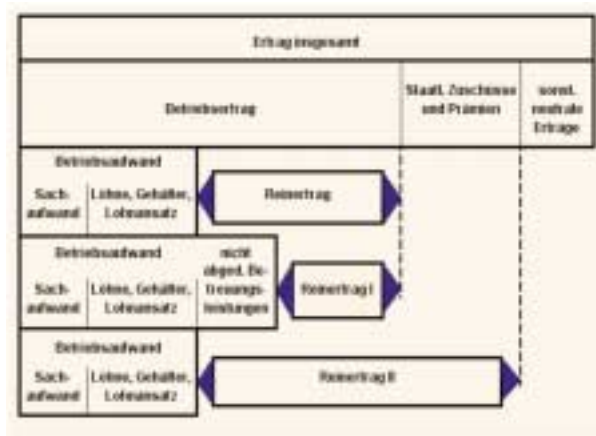 Ertrag insgesamt
Betriebsertrag
Staatl. Zuschüsse
und Prämien
sonst.
neutrale
Erträge
Betriebsaufwand
Sach-
aufwand
Löhne, Gehälter,
Lohnansatz
Reinertrag
Betriebsaufwand
Sach-
aufwand
Löhne, Gehälter,
Lohnansatz
nicht
abged. Be-
treuungs-
leistungen
Reinertrag I
Betriebsaufwand
Sach-
aufwand
Löhne, Gehälter,
Lohnansatz
Reinertrag II